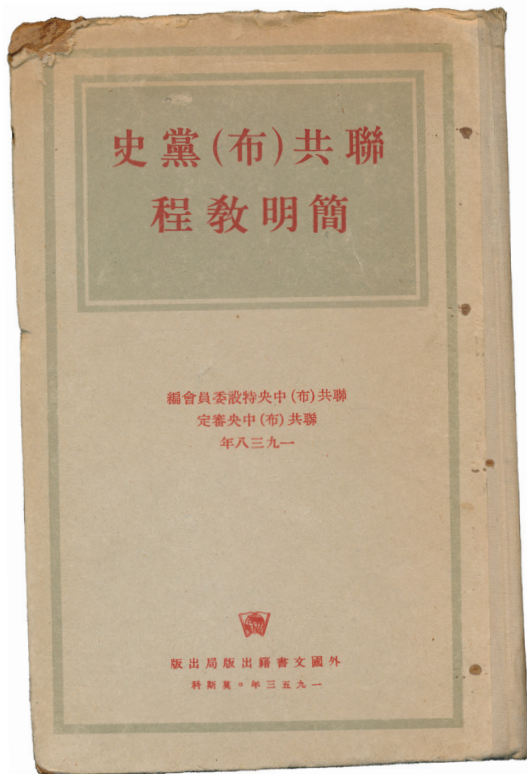 聯共(布)黨史
簡明敎程
聯共(布)中央特設委員會編
聯共(布)中央審定
一九三八年
外國文書籍出版局出版
一九五三年。莫斯科